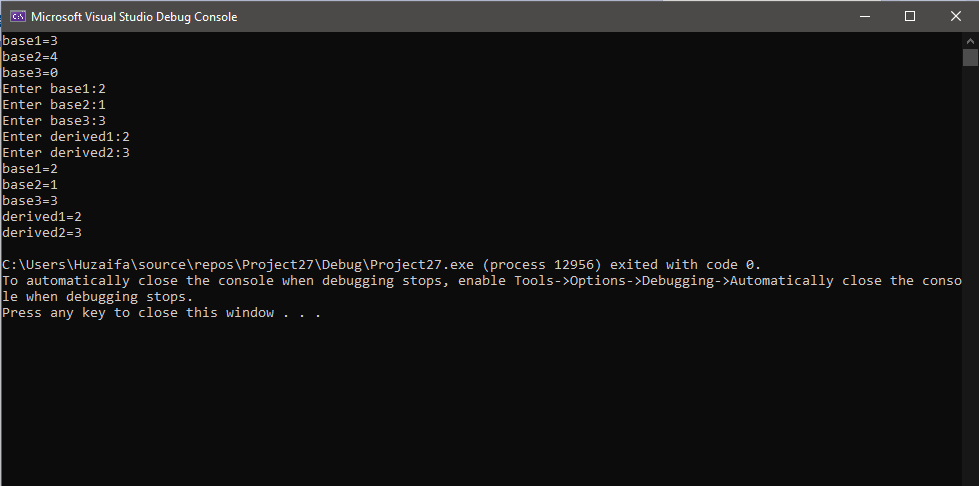 C:\ Microsoft Visual Studio Debug Console
base1=3
base2=4
base3=0
Enter base1:2
Enter base2:1
Enter base3:3
Enter derived1:2
Enter derived2:3
base1=2
base2=1
base3=3
derived1=2
derived2=3
C:\Users\Huzaifa\source\repos\Project27\Debug\Project27.exe (process 12956) exited with code 0.
To automatically close the console when debugging stops, enable Tools->Options->Debugging->Automatically close the conso
le when debugging stops.
Press any key to close this window . . .